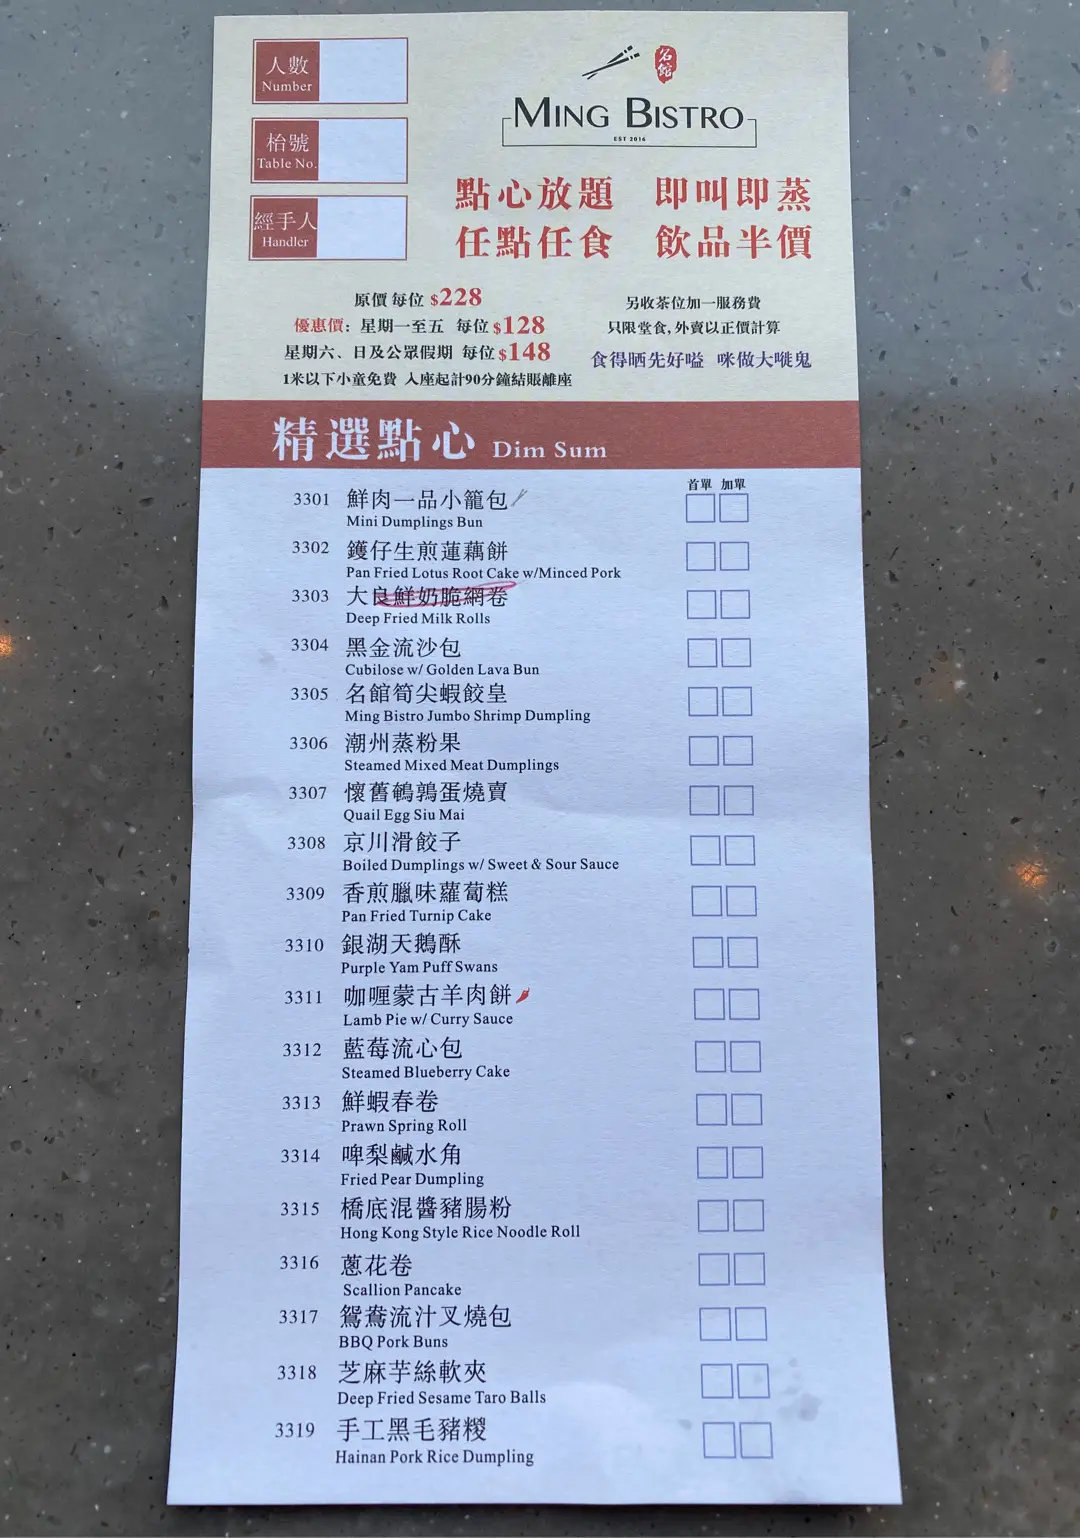 人數
Number
枱號
Table No.
經手人
Handler
名館
MING BISTRO
EST 2016
點心放題 即叫即蒸
任點任食 飲品半價
原價 每位 $228
優惠價: 星期一至五 每位 $128
星期六、日及公眾假期 每位 $148
1米以下小童免費 入座起計90分鐘結賬離座
另收茶位加一服務費
只限堂食, 外賣以正價計算
食得晒先好嗌 咪做大嘥鬼
精選點心 Dim Sum
首單 加單
3301 鮮肉一品小籠包
Mini Dumplings Bun
3302 鑊仔生煎蓮藕餅
Pan Fried Lotus Root Cake w/Minced Pork
3303 大良鮮奶脆網卷
Deep Fried Milk Rolls
3304 黑金流沙包
Cubilose w/ Golden Lava Bun
3305 名館筍尖蝦餃皇
Ming Bistro Jumbo Shrimp Dumpling
3306 潮州蒸粉果
Steamed Mixed Meat Dumplings
3307 懷舊鵪鶉蛋燒賣
Quail Egg Siu Mai
3308 京川滑餃子
Boiled Dumplings w/ Sweet & Sour Sauce
3309 香煎臘味蘿蔔糕
Pan Fried Turnip Cake
3310 銀湖天鵝酥
Purple Yam Puff Swans
3311 咖喱蒙古羊肉餅
Lamb Pie w/ Curry Sauce
3312 藍莓流心包
Steamed Blueberry Cake
3313 鮮蝦春卷
Prawn Spring Roll
3314 啤梨鹹水角
Fried Pear Dumpling
3315 橋底混醬豬腸粉
Hong Kong Style Rice Noodle Roll
3316 蔥花卷
Scallion Pancake
3317 鴛鴦流汁叉燒包
BBQ Pork Buns
3318 芝麻芋絲軟夾
Deep Fried Sesame Taro Balls
3319 手工黑毛豬糉
Hainan Pork Rice Dumpling